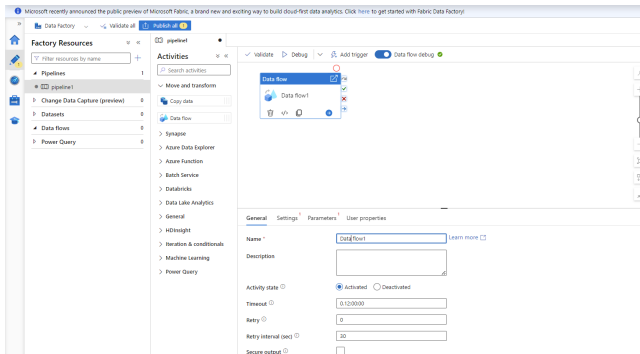 Microsoft recently announced the public preview of Microsoft Fabric, a brand new and exciting way to build cloud-first data analytics. Click here to get started with Fabric Data Factory!
Data Factory
Validate all
Publish all 1
Factory Resources
Filter resources by name
Pipelines 1
pipeline1
Change Data Capture (preview) 0
Datasets 0
Data flows 0
Power Query 0
pipeline1
Activities
Search activities
Move and transform
Copy data
Data flow
Synapse
Azure Data Explorer
Azure Function
Batch Service
Databricks
Data Lake Analytics
General
HDInsight
Iteration & conditionals
Machine Learning
Power Query
Validate Debug Add trigger Data flow debug
Data flow
Data flow1
General Settings 1 Parameters 1 User properties
Name * Data flow1 Learn more
Description
Activity state Activated Deactivated
Timeout 0.12:00:00
Retry 0
Retry interval (sec) 30
Secure output